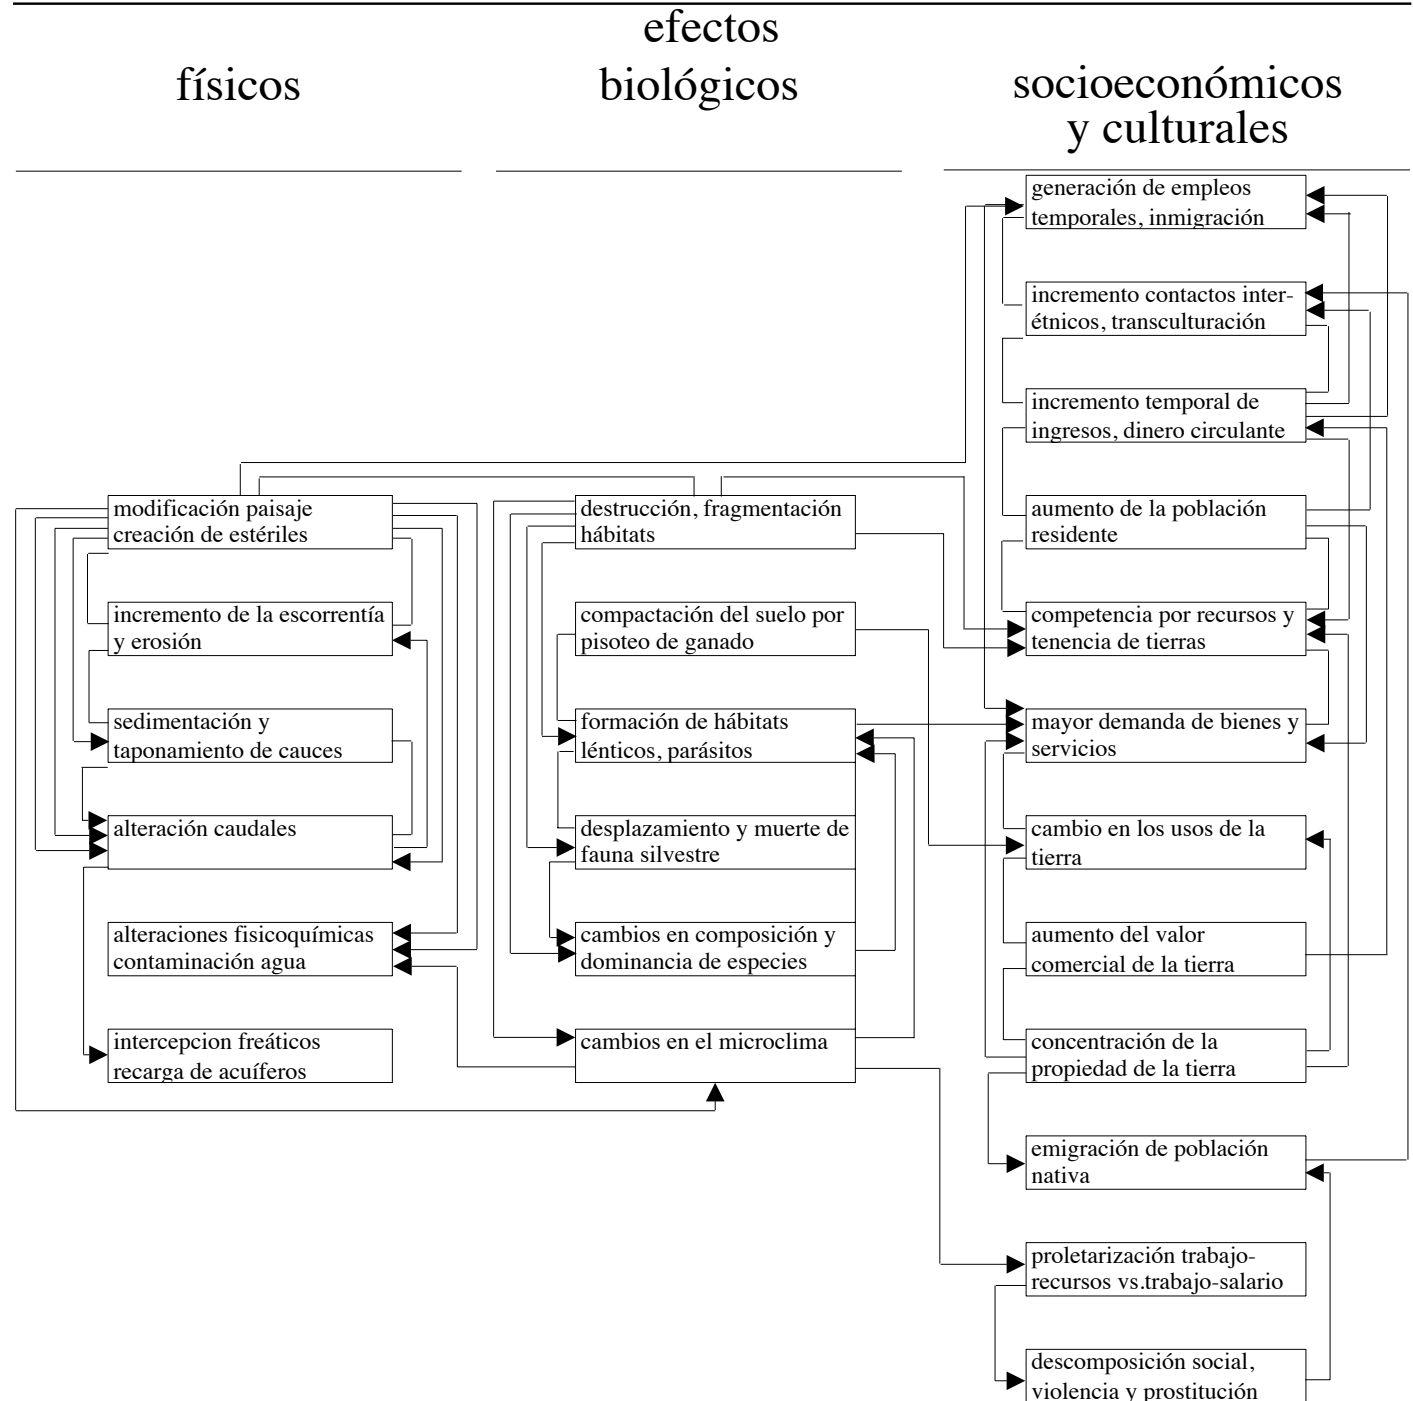 efectos
físicos
biológicos
socioeconómicos
y culturales
modificación paisaje
creación de estériles
incremento de la escorrentía
y erosión
sedimentación y
taponamiento de cauces
alteración caudales
alteraciones fisicoquímicas
contaminación agua
intercepcion freáticos
recarga de acuíferos
destrucción, fragmentación
hábitats
compactación del suelo por
pisoteo de ganado
formación de hábitats
lénticos, parásitos
desplazamiento y muerte de
fauna silvestre
cambios en composición y
dominancia de especies
cambios en el microclima
generación de empleos
temporales, inmigración
incremento contactos inter-
étnicos, transculturación
incremento temporal de
ingresos, dinero circulante
aumento de la población
residente
competencia por recursos y
tenencia de tierras
mayor demanda de bienes y
servicios
cambio en los usos de la
tierra
aumento del valor
comercial de la tierra
concentración de la
propiedad de la tierra
emigración de población
nativa
proletarización trabajo-
recursos vs.trabajo-salario
descomposición social,
violencia y prostitución